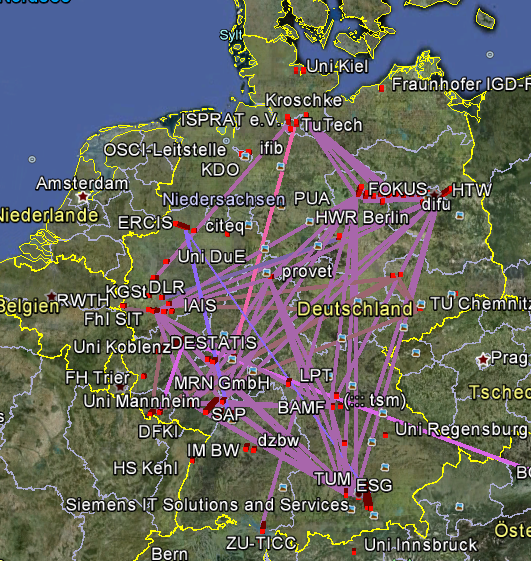 Sylt
Uni Kiel
Fraunhofer IGD-R
Kroschke
ISPRAT e.V.
TuTech
OSCI-Leitstelle
ifib
KDO
Amsterdam
Niedersachsen
PUA
FOKUS
HTW
difu
Niederlande
ERCIS
citeq
HWR Berlin
Uni DuE
provet
KGSt
DLR
RWTH
IAIS
Deutschland
TU Chemnitz
Belgien
FhI SIT
Uni Koblenz
DESTATIS
Prag
FH Trier
MRN GmbH
LPT
Tschec
Uni Mannheim
SAP
BAMF
(::: tsm)
DFKI
dzbw
Uni Regensburg
IM BW
HS Kehl
TUM
ESG
BO
Siemens IT Solutions and Services
Öste
ZU-TICC
Uni Innsbruck
Bern